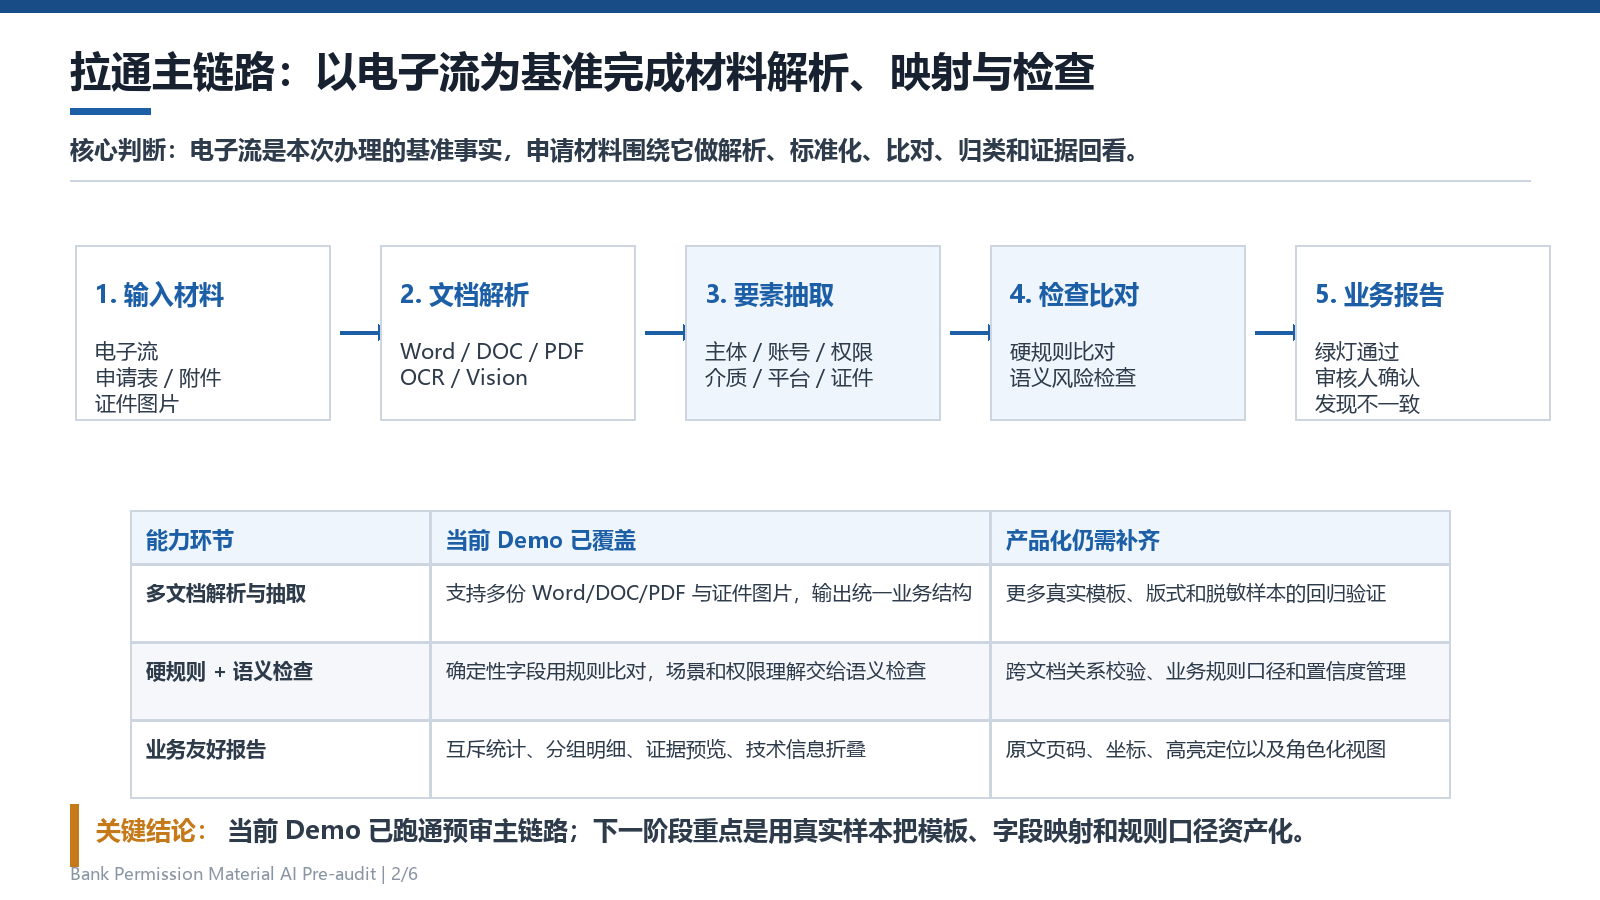 拉通主链路：以电子流为基准完成材料解析、映射与检查
核心判断：电子流是本次办理的基准事实，申请材料围绕它做解析、标准化、比对、归类和证据回看。
1. 输入材料
电子流
申请表 / 附件
证件图片
2. 文档解析
Word / DOC / PDF
OCR / Vision
3. 要素抽取
主体 / 账号 / 权限
介质 / 平台 / 证件
4. 检查比对
硬规则比对
语义风险检查
5. 业务报告
绿灯通过
审核人确认
发现不一致
能力环节
当前 Demo 已覆盖
产品化仍需补齐
多文档解析与抽取
支持多份 Word/DOC/PDF 与证件图片，输出统一业务结构
更多真实模板、版式和脱敏样本的回归验证
硬规则 + 语义检查
确定性字段用规则比对，场景和权限理解交给语义检查
跨文档关系校验、业务规则口径和置信度管理
业务友好报告
互斥统计、分组明细、证据预览、技术信息折叠
原文页码、坐标、高亮定位以及角色化视图
关键结论： 当前 Demo 已跑通预审主链路；下一阶段重点是用真实样本把模板、字段映射和规则口径资产化。
Bank Permission Material AI Pre-audit | 2/6